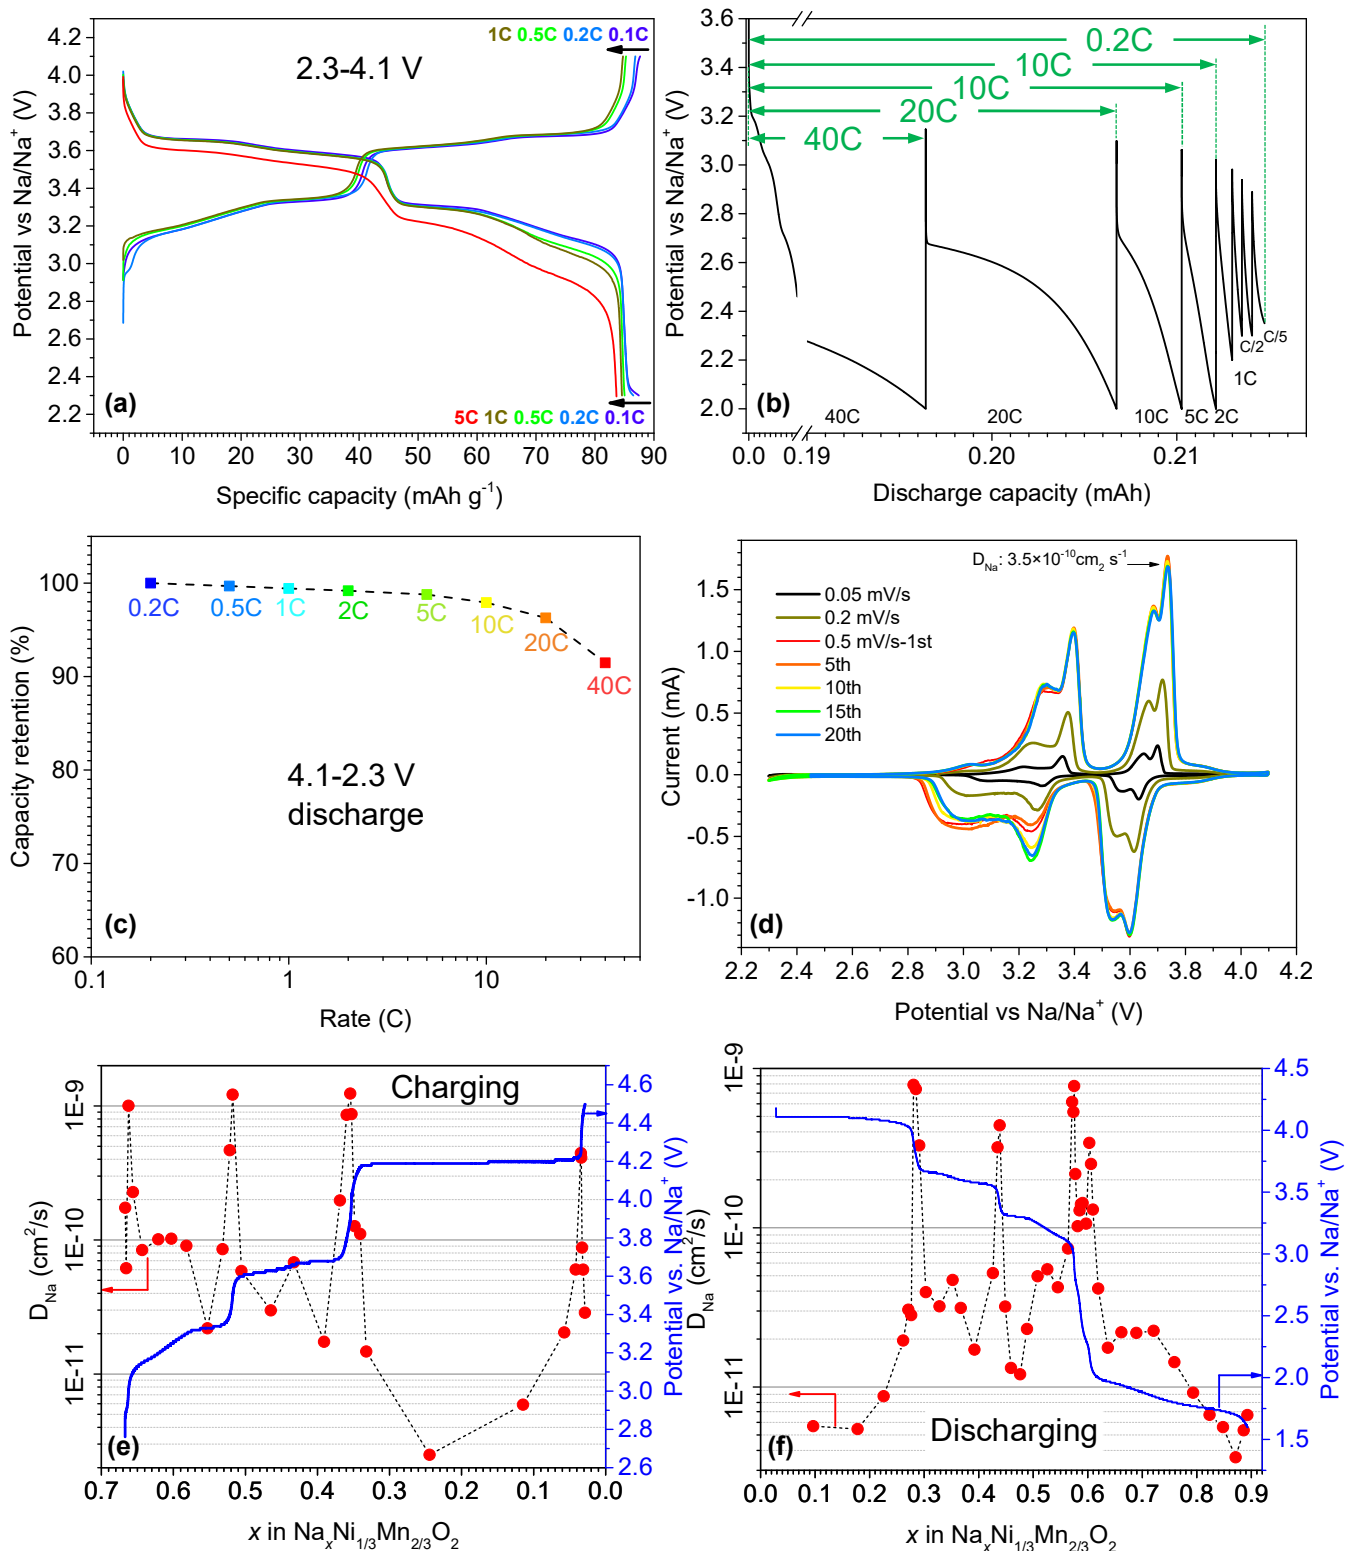 1C 0.5C 0.2C 0.1C
2.3-4.1 V
Potential vs Na/Na⁺ (V)
4.2
4.0
3.8
3.6
3.4
3.2
3.0
2.8
2.6
2.4
2.2
(a)
5C 1C 0.5C 0.2C 0.1C
0 10 20 30 40 50 60 70 80 90
Specific capacity (mAh g⁻¹)
Potential vs Na/Na⁺ (V)
3.6
3.4
3.2
3.0
2.8
2.6
2.4
2.2
2.0
0.2C
10C
10C
20C
40C
C/2 C/5
1C
(b)
40C 20C 10C 5C 2C
0.0 0.19 0.20 0.21
Discharge capacity (mAh)
Capacity retention (%)
100
90
80
70
60
0.2C 0.5C 1C 2C 5C 10C 20C 40C
4.1-2.3 V
discharge
(c)
0.1 1 10
Rate (C)
D_Na: 3.5×10⁻¹⁰cm₂ s⁻¹
0.05 mV/s
0.2 mV/s
0.5 mV/s-1st
5th
10th
15th
20th
Current (mA)
1.5
1.0
0.5
0.0
-0.5
-1.0
(d)
2.2 2.4 2.6 2.8 3.0 3.2 3.4 3.6 3.8 4.0 4.2
Potential vs Na/Na⁺ (V)
Charging
D_Na (cm²/s)
1E-9
1E-10
1E-11
4.6
4.4
4.2
4.0
3.8
3.6
3.4
3.2
3.0
2.8
2.6
Potential vs. Na/Na⁺ (V)
(e)
0.7 0.6 0.5 0.4 0.3 0.2 0.1 0.0
x in NaₓNi₁/₃Mn₂/₃O₂
D_Na (cm²/s)
1E-9
1E-10
1E-11
4.5
4.0
3.5
3.0
2.5
2.0
1.5
Potential vs. Na/Na⁺ (V)
Discharging
(f)
0.0 0.1 0.2 0.3 0.4 0.5 0.6 0.7 0.8 0.9
x in NaₓNi₁/₃Mn₂/₃O₂